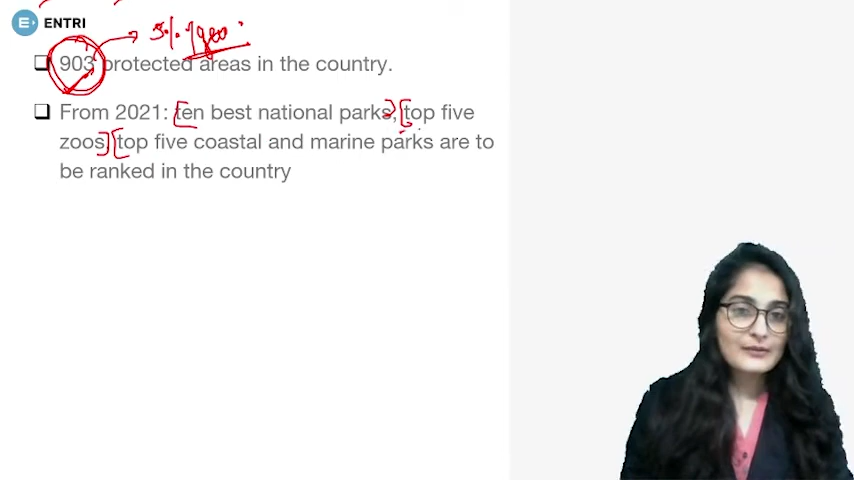 ENTRI
5% geo
903 protected areas in the country.
From 2021: ten best national parks, top five
zoos, top five coastal and marine parks are to
be ranked in the country